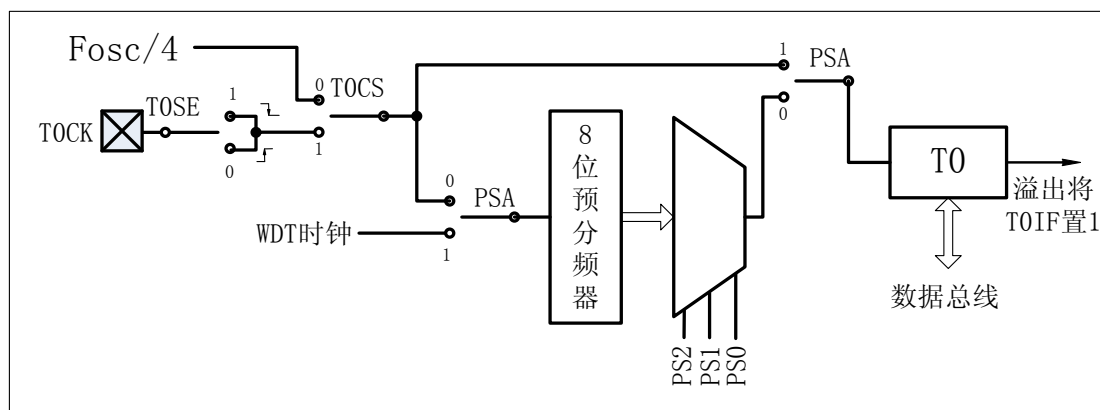 Fosc/4
T0CK
T0SE
1
0
0
T0CS
1
WDT时钟
0
PSA
1
8
位
预
分
频
器
PS2
PS1
PS0
1
PSA
0
T0
溢出将
T0IF置1
数据总线